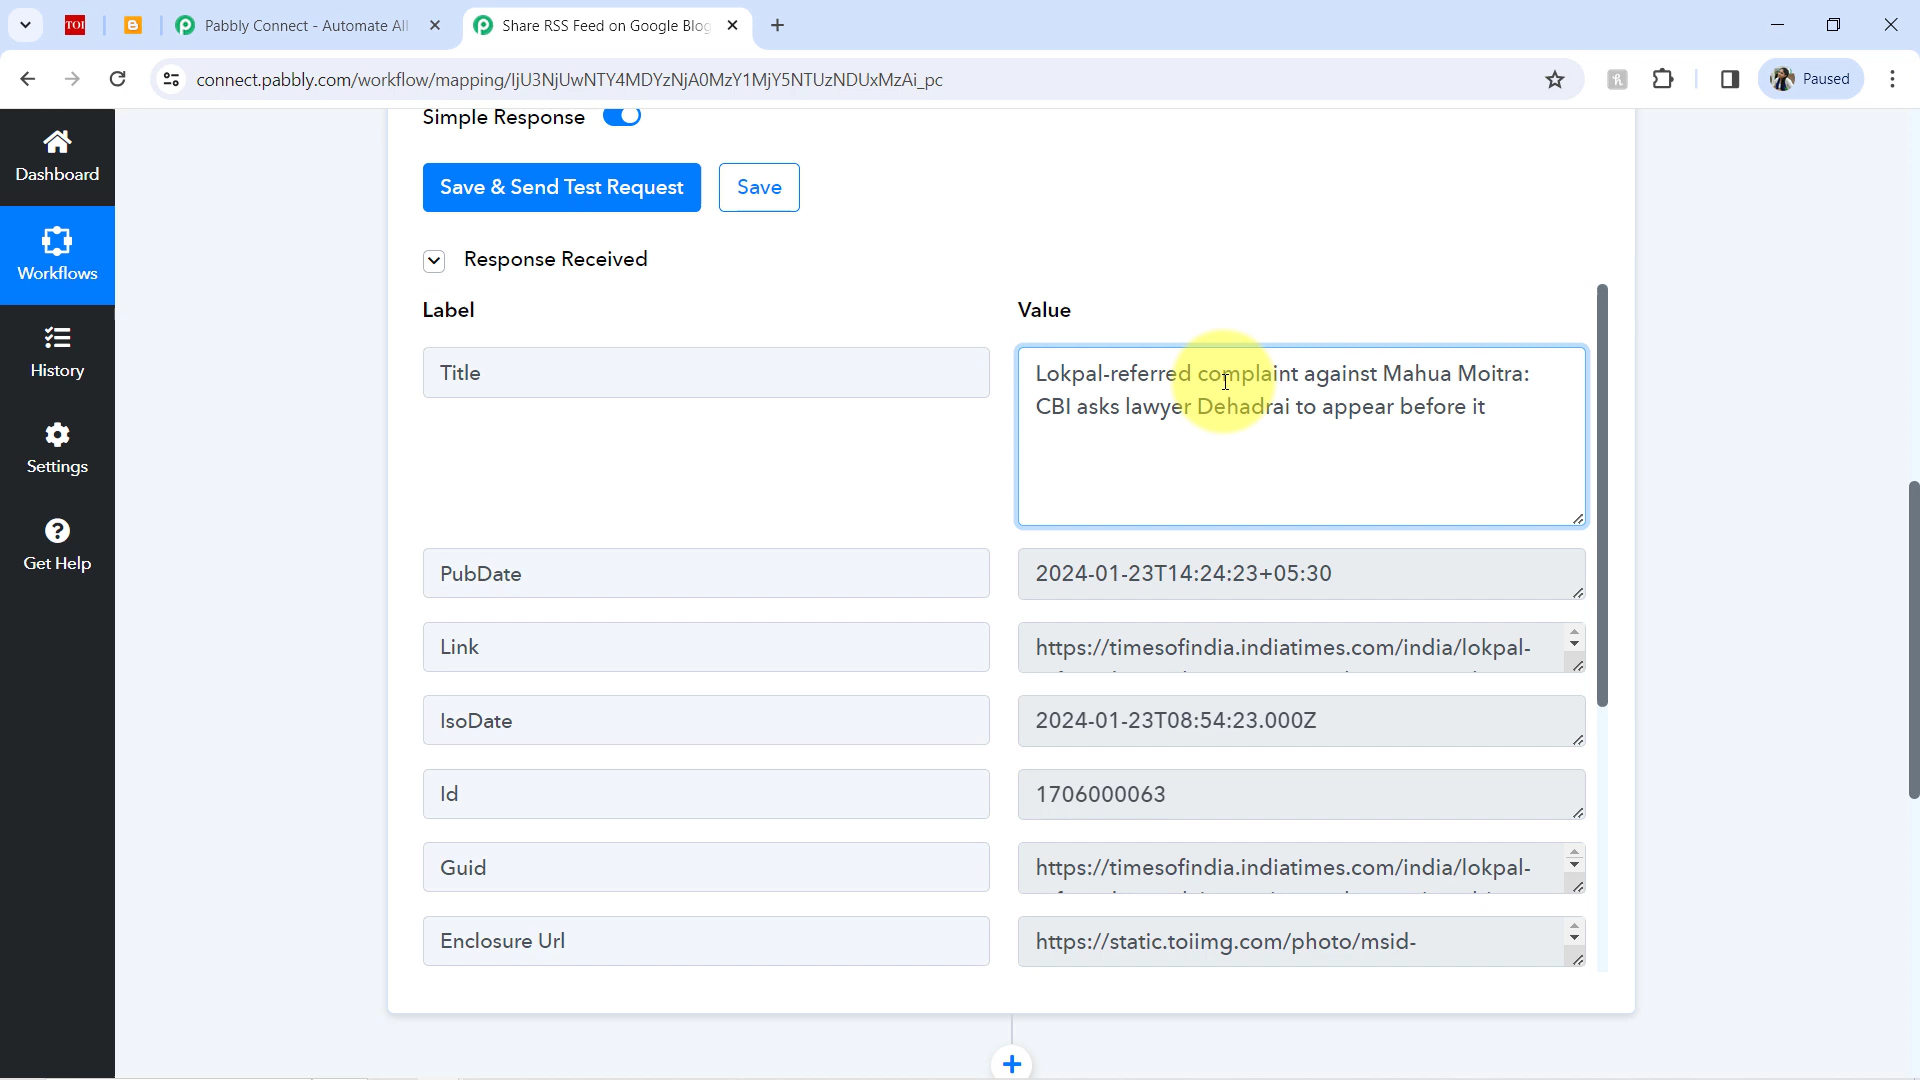 TOI
Pabbly Connect - Automate All
Share RSS Feed on Google Blog
connect.pabbly.com/workflow/mapping/IjU3NjUwNTY4MDYzNjA0MzY1MjY5NTUzNDUxMzAi_pc
Paused
Dashboard
Workflows
History
Settings
Get Help
Simple Response
Save & Send Test Request
Save
Response Received
Label
Value
Title
Lokpal-referred complaint against Mahua Moitra:
CBI asks lawyer Dehadrai to appear before it
PubDate
2024-01-23T14:24:23+05:30
Link
https://timesofindia.indiatimes.com/india/lokpal-
IsoDate
2024-01-23T08:54:23.000Z
Id
1706000063
Guid
https://timesofindia.indiatimes.com/india/lokpal-
Enclosure Url
https://static.toiimg.com/photo/msid-